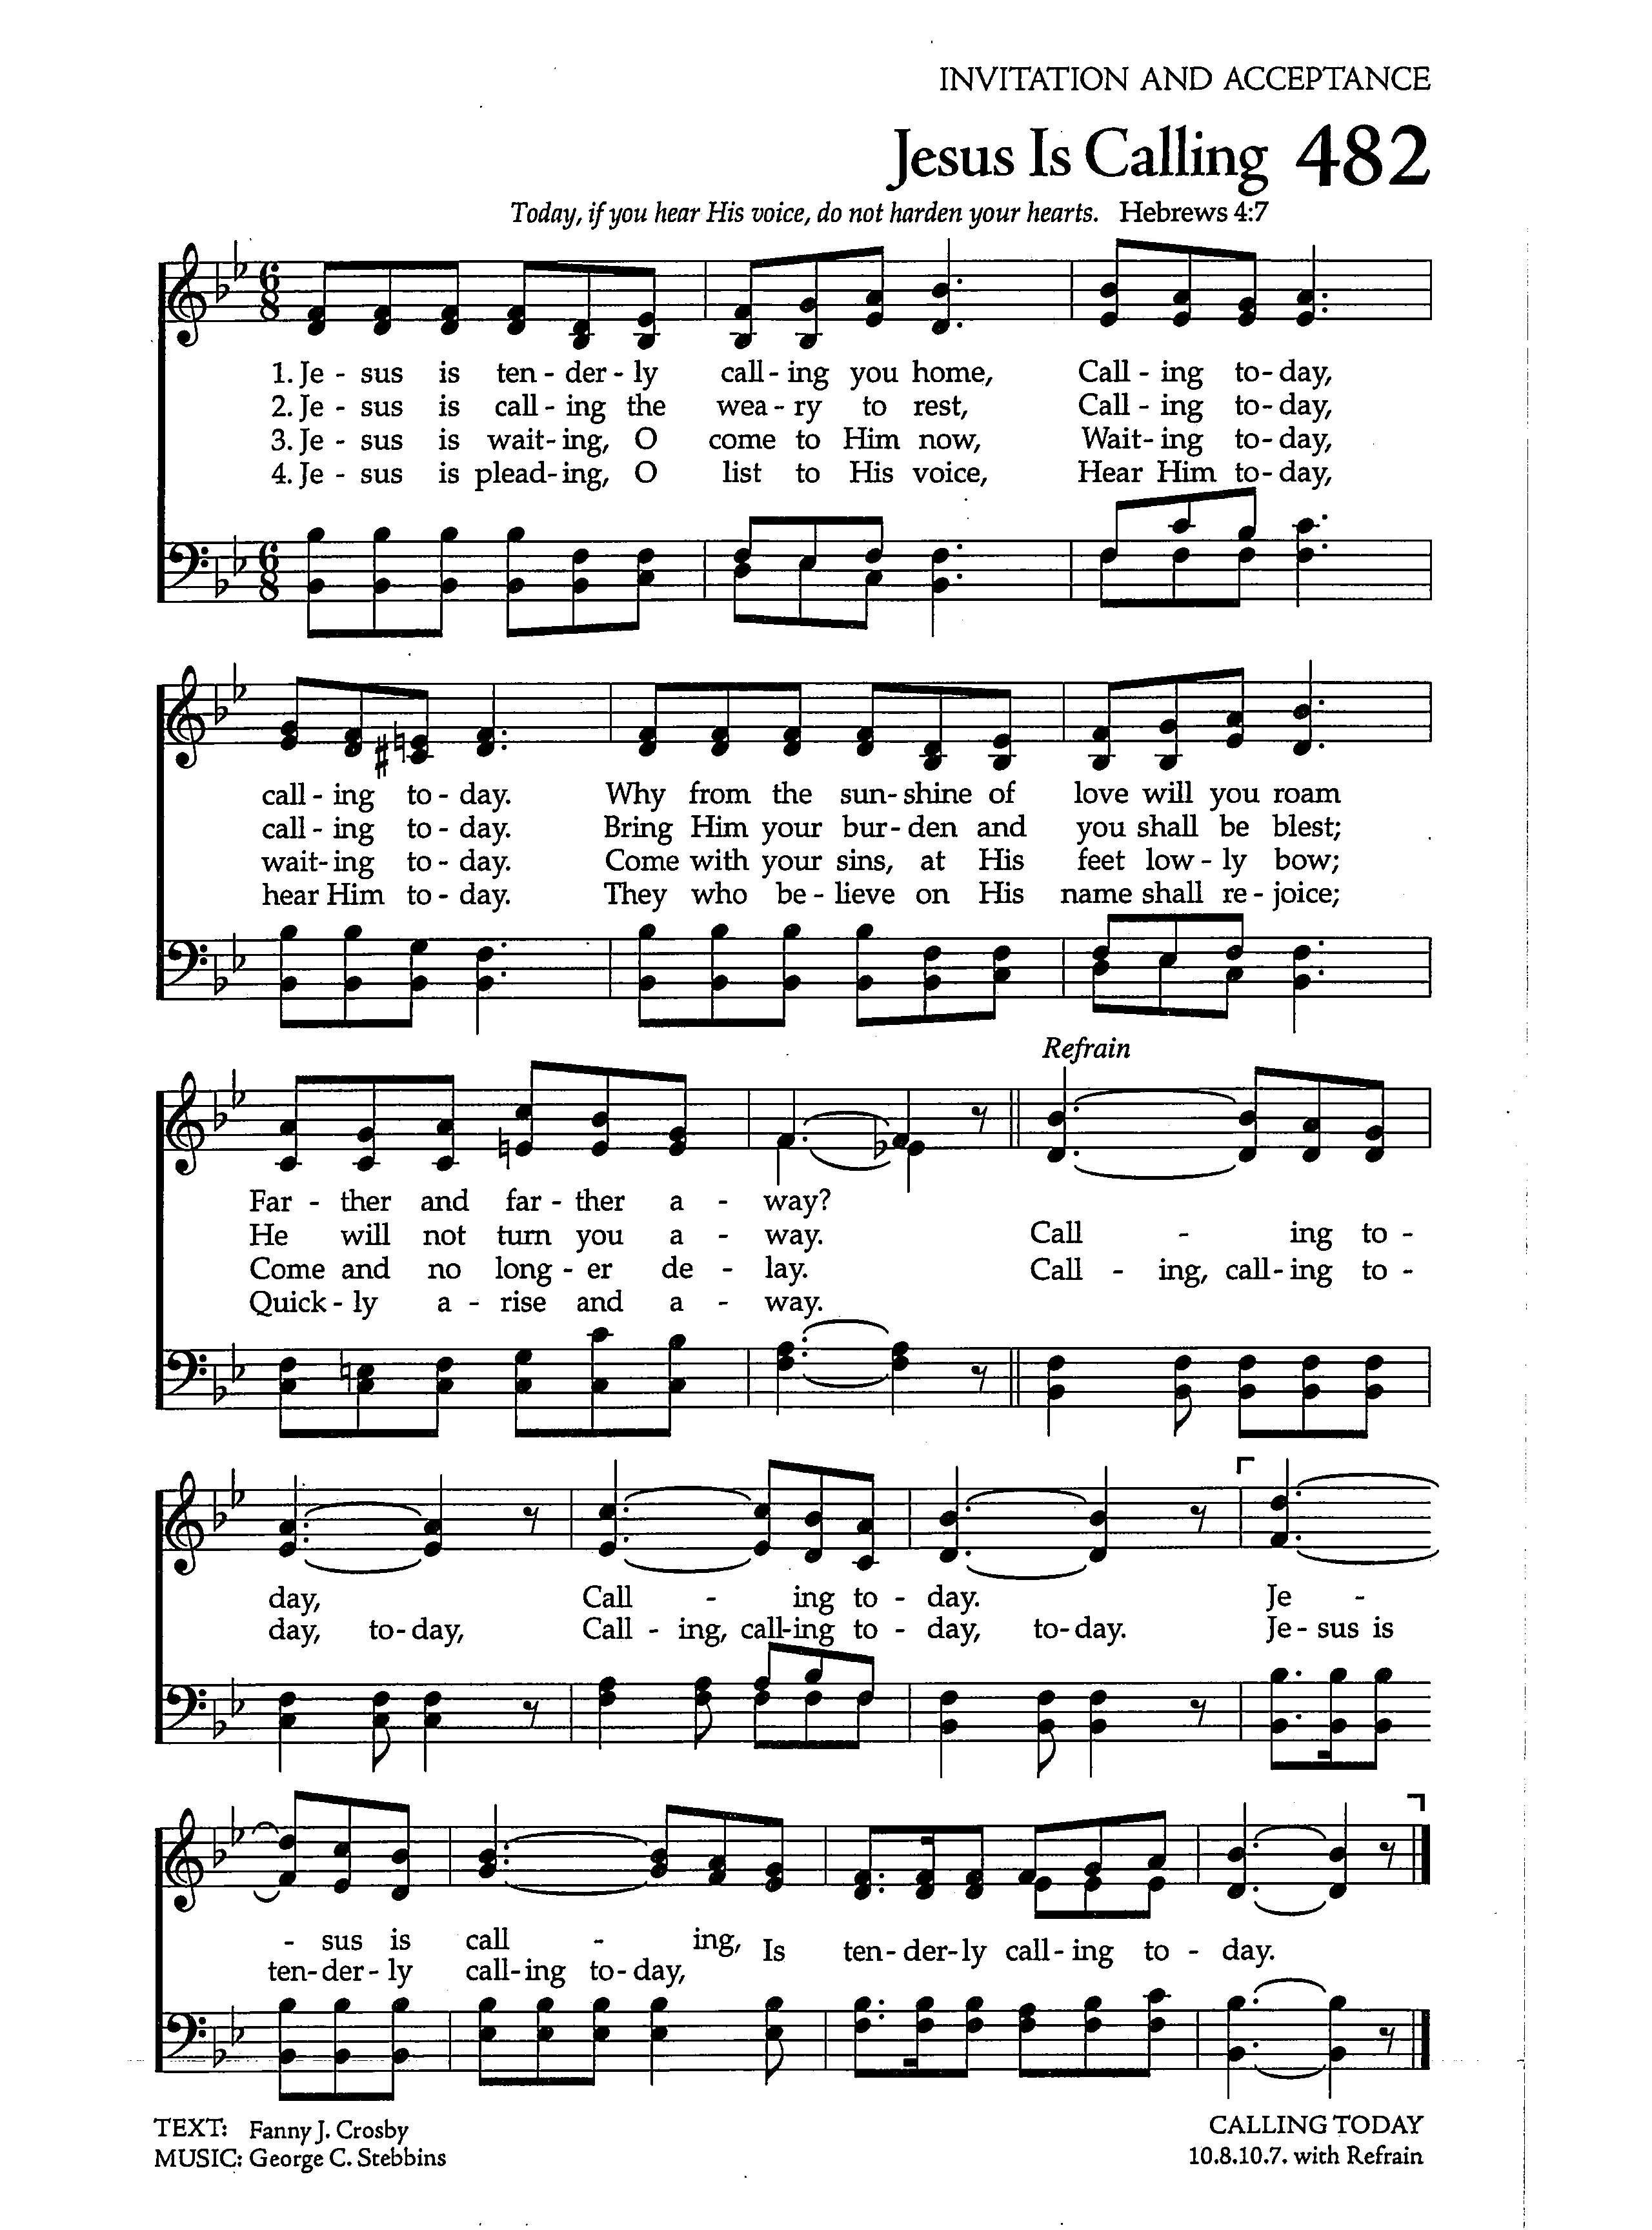 INVITATION AND ACCEPTANCE
Jesus Is Calling 482
Today, if you hear His voice, do not harden your hearts. Hebrews 4:7
1. Je - sus is ten - der - ly call - ing you home, Call - ing to - day,
2. Je - sus is call - ing the wea - ry to rest, Call - ing to - day,
3. Je - sus is wait - ing, O come to Him now, Wait - ing to - day,
4. Je - sus is plead - ing, O list to His voice, Hear Him to - day,
call - ing to - day. Why from the sun - shine of love will you roam
call - ing to - day. Bring Him your bur - den and you shall be blest;
wait - ing to - day. Come with your sins, at His feet low - ly bow;
hear Him to - day. They who be - lieve on His name shall re - joice;
Refrain
Far - ther and far - ther a - way?
He will not turn you a - way. Call - ing to -
Come and no long - er de - lay. Call - ing, call - ing to -
Quick - ly a - rise and a - way.
day, Call - ing to - day. Je -
day, to - day, Call - ing, call - ing to - day, to - day. Je - sus is
- sus is call - ing, Is ten - der - ly call - ing to - day.
ten - der - ly call - ing to - day,
TEXT: Fanny J. Crosby
MUSIC: George C. Stebbins
CALLING TODAY
10.8.10.7. with Refrain